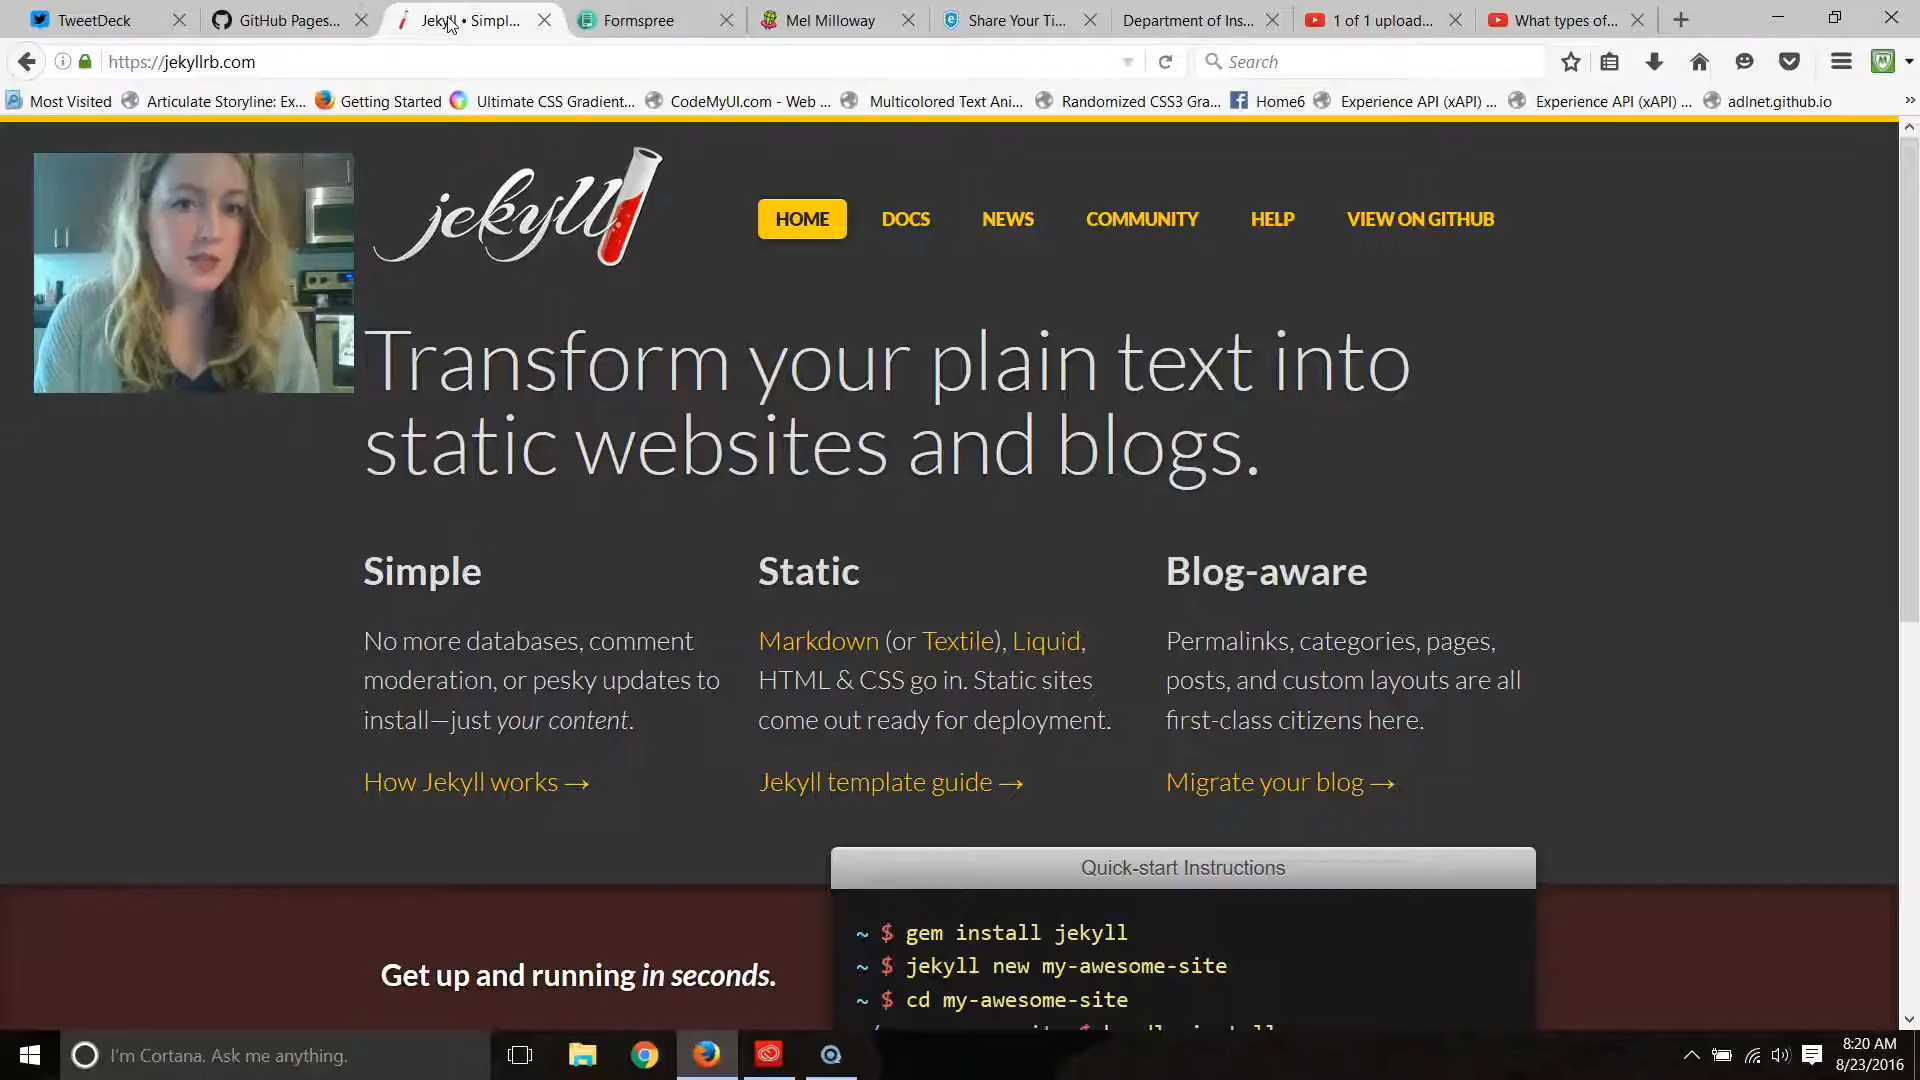 TweetDeck
GitHub Pages...
Jekyll • Simpl...
Formspree
Mel Milloway
Share Your Ti...
Department of Ins...
1 of 1 upload...
What types of...
https://jekyllrb.com
Search
Most Visited
Articulate Storyline: Ex...
Getting Started
Ultimate CSS Gradient...
CodeMyUI.com - Web ...
Multicolored Text Ani...
Randomized CSS3 Gra...
Home6
Experience API (xAPI) ...
Experience API (xAPI) ...
adlnet.github.io
jekyll
HOME
DOCS
NEWS
COMMUNITY
HELP
VIEW ON GITHUB
Transform your plain text into
static websites and blogs.
Simple
No more databases, comment
moderation, or pesky updates to
install—just your content.
How Jekyll works →
Static
Markdown (or Textile), Liquid,
HTML & CSS go in. Static sites
come out ready for deployment.
Jekyll template guide →
Blog-aware
Permalinks, categories, pages,
posts, and custom layouts are all
first-class citizens here.
Migrate your blog →
Get up and running in seconds.
Quick-start Instructions
~ $ gem install jekyll
~ $ jekyll new my-awesome-site
~ $ cd my-awesome-site
I'm Cortana. Ask me anything.
8:20 AM
8/23/2016